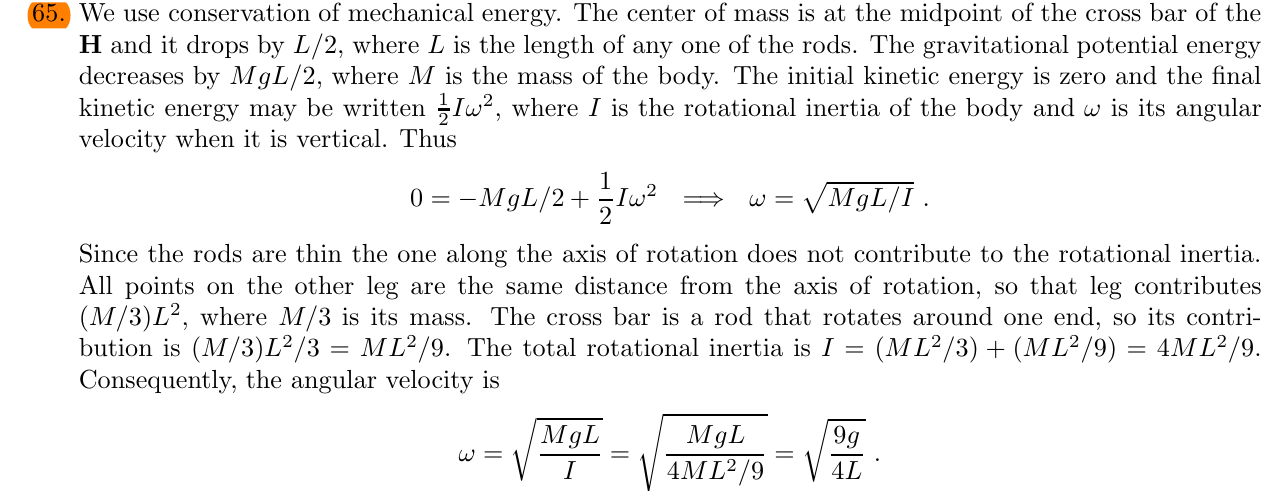 65. We use conservation of mechanical energy. The center of mass is at the midpoint of the cross bar of the
H and it drops by L/2, where L is the length of any one of the rods. The gravitational potential energy
decreases by MgL/2, where M is the mass of the body. The initial kinetic energy is zero and the final
kinetic energy may be written ½Iω², where I is the rotational inertia of the body and ω is its angular
velocity when it is vertical. Thus
0 = −MgL/2 + 1/2 Iω² ⟹ ω = √(MgL/I) .
Since the rods are thin the one along the axis of rotation does not contribute to the rotational inertia.
All points on the other leg are the same distance from the axis of rotation, so that leg contributes
(M/3)L², where M/3 is its mass. The cross bar is a rod that rotates around one end, so its contri-
bution is (M/3)L²/3 = ML²/9. The total rotational inertia is I = (ML²/3) + (ML²/9) = 4ML²/9.
Consequently, the angular velocity is
ω = √(MgL/I) = √(MgL/(4ML²/9)) = √(9g/4L) .